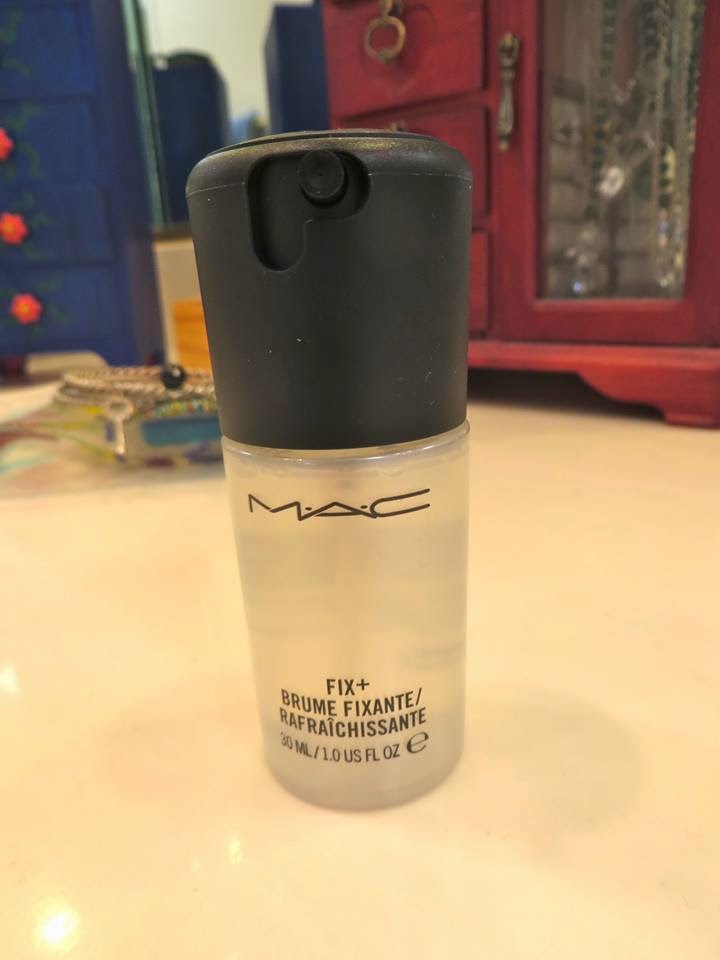 M·A·C
FIX+
BRUME FIXANTE/
RAFRAÎCHISSANTE
30 ML / 1.0 US FL OZ ℮